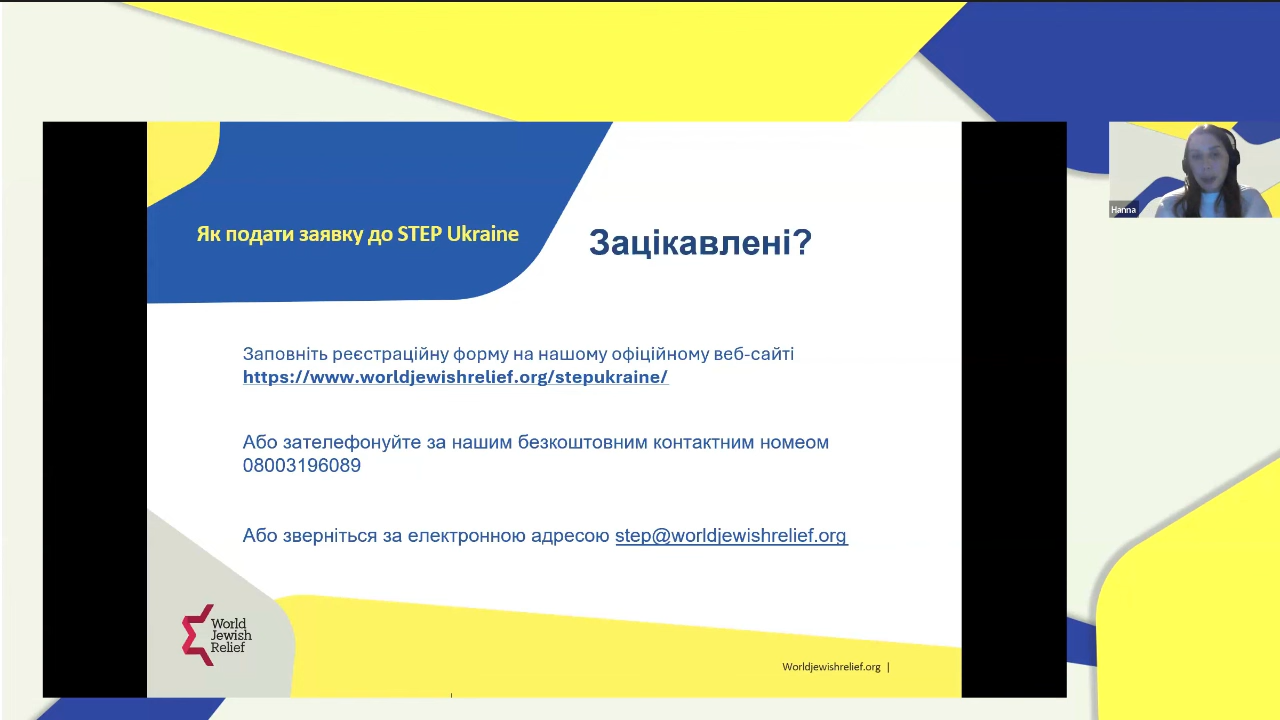 Як подати заявку до STEP Ukraine
Зацікавлені?
Hanna
Заповніть реєстраційну форму на нашому офіційному веб-сайті
https://www.worldjewishrelief.org/stepukraine/
Або зателефонуйте за нашим безкоштовним контактним номеом
08003196089
Або зверніться за електронною адресою step@worldjewishrelief.org
World
Jewish
Relief
Worldjewishrelief.org |